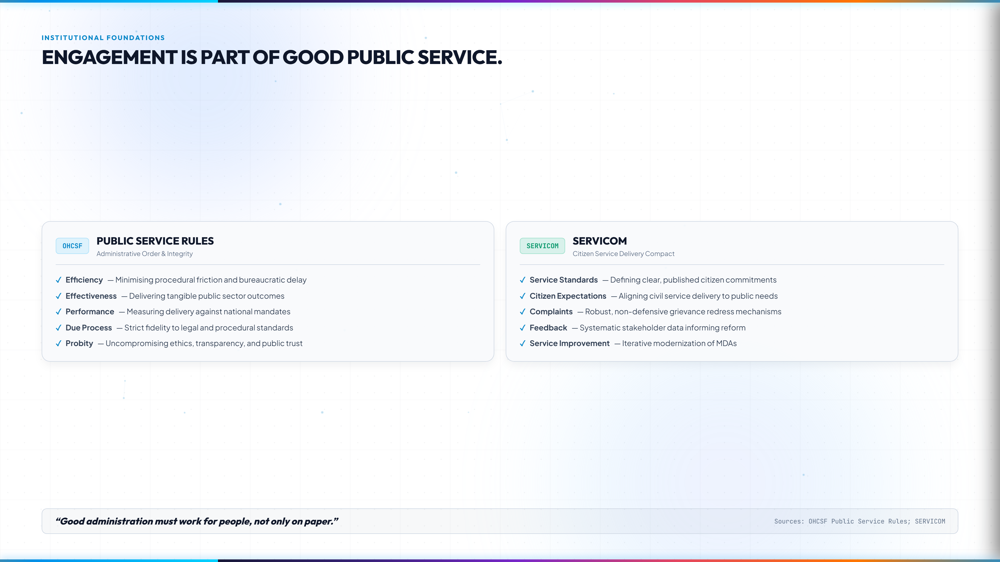 INSTITUTIONAL FOUNDATIONS
ENGAGEMENT IS PART OF GOOD PUBLIC SERVICE.
OHCSF
PUBLIC SERVICE RULES
Administrative Order & Integrity
✓ Efficiency — Minimising procedural friction and bureaucratic delay
✓ Effectiveness — Delivering tangible public sector outcomes
✓ Performance — Measuring delivery against national mandates
✓ Due Process — Strict fidelity to legal and procedural standards
✓ Probity — Uncompromising ethics, transparency, and public trust
SERVICOM
SERVICOM
Citizen Service Delivery Compact
✓ Service Standards — Defining clear, published citizen commitments
✓ Citizen Expectations — Aligning civil service delivery to public needs
✓ Complaints — Robust, non-defensive grievance redress mechanisms
✓ Feedback — Systematic stakeholder data informing reform
✓ Service Improvement — Iterative modernization of MDAs
“Good administration must work for people, not only on paper.”
Sources: OHCSF Public Service Rules; SERVICOM